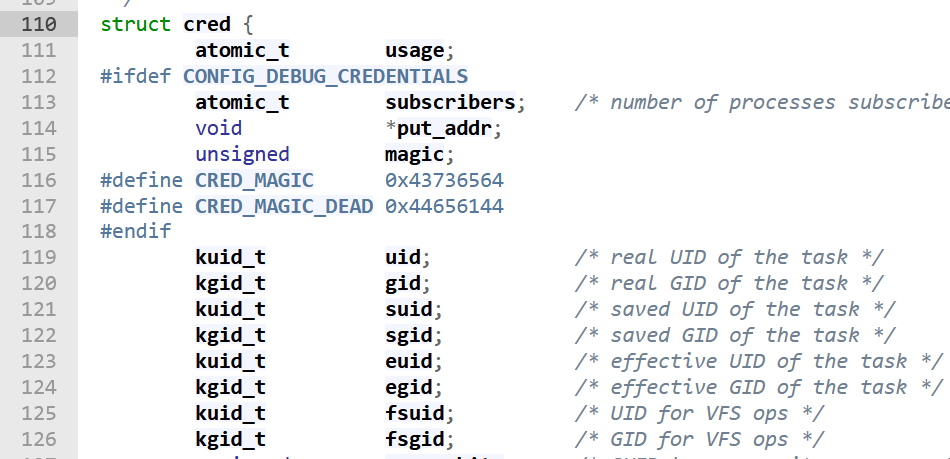 110 struct cred {
111 atomic_t usage;
112 #ifdef CONFIG_DEBUG_CREDENTIALS
113 atomic_t subscribers; /* number of processes
114 void *put_addr;
115 unsigned magic;
116 #define CRED_MAGIC 0x43736564
117 #define CRED_MAGIC_DEAD 0x44656144
118 #endif
119 kuid_t uid; /* real UID of the task */
120 kgid_t gid; /* real GID of the task */
121 kuid_t suid; /* saved UID of the task */
122 kgid_t sgid; /* saved GID of the task */
123 kuid_t euid; /* effective UID of the task */
124 kgid_t egid; /* effective GID of the task */
125 kuid_t fsuid; /* UID for VFS ops */
126 kgid_t fsgid; /* GID for VFS ops */